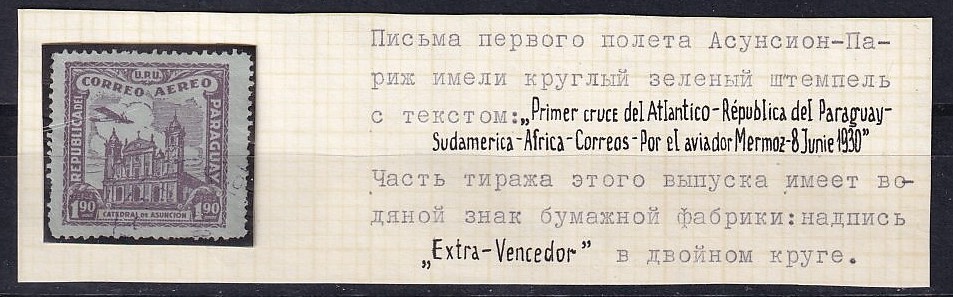 U.P.U.
CORREO AEREO
REPUBLICA DEL
PARAGUAY
1.90
1.90
CATEDRAL DE ASUNCIÓN
Письма первого полета Асунсион-Па-
риж имели круглый зеленый штемпель
с текстом: „Primer cruce del Atlantico-Républica del Paraguay-
Sudamerica-Africa-Correos-Por el aviador Mermoz-8 Junie 1930"
Часть тиража этого выпуска имеет во-
дяной знак бумажной фабрики: надпись
„Extra-Vencedor" в двойном круге.